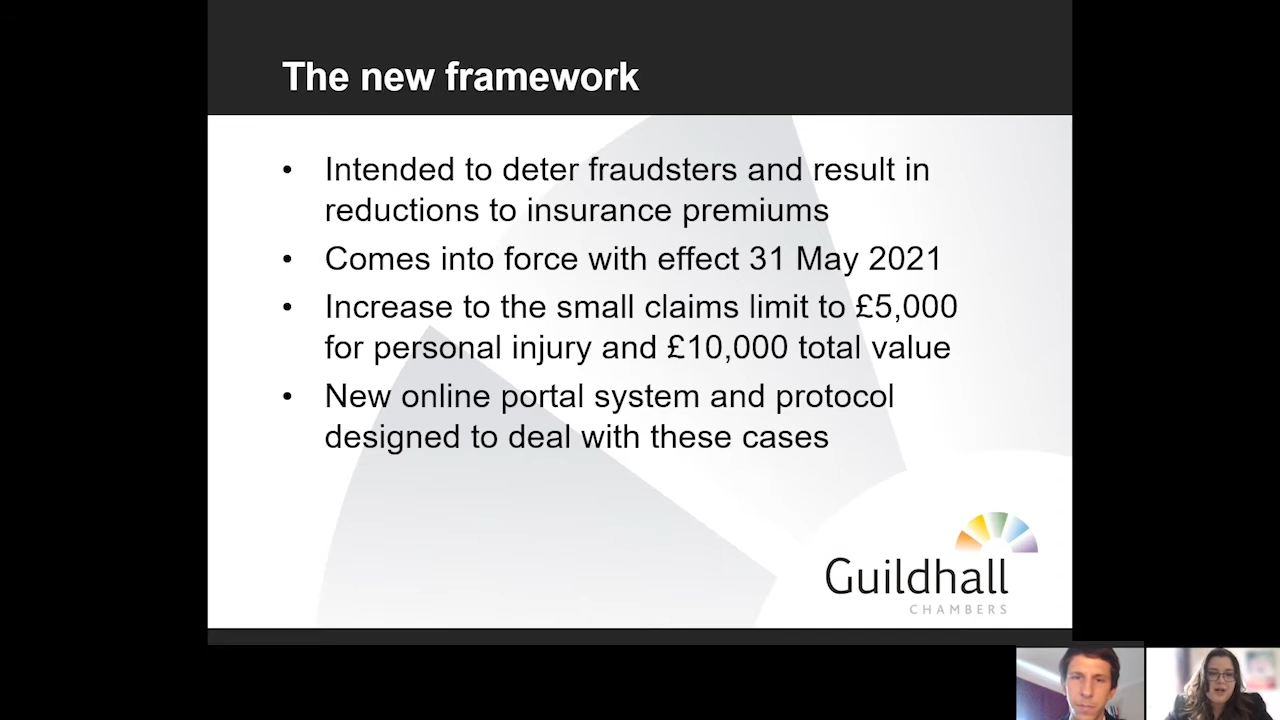 The new framework
• Intended to deter fraudsters and result in
reductions to insurance premiums
• Comes into force with effect 31 May 2021
• Increase to the small claims limit to £5,000
for personal injury and £10,000 total value
• New online portal system and protocol
designed to deal with these cases
Guildhall
CHAMBERS